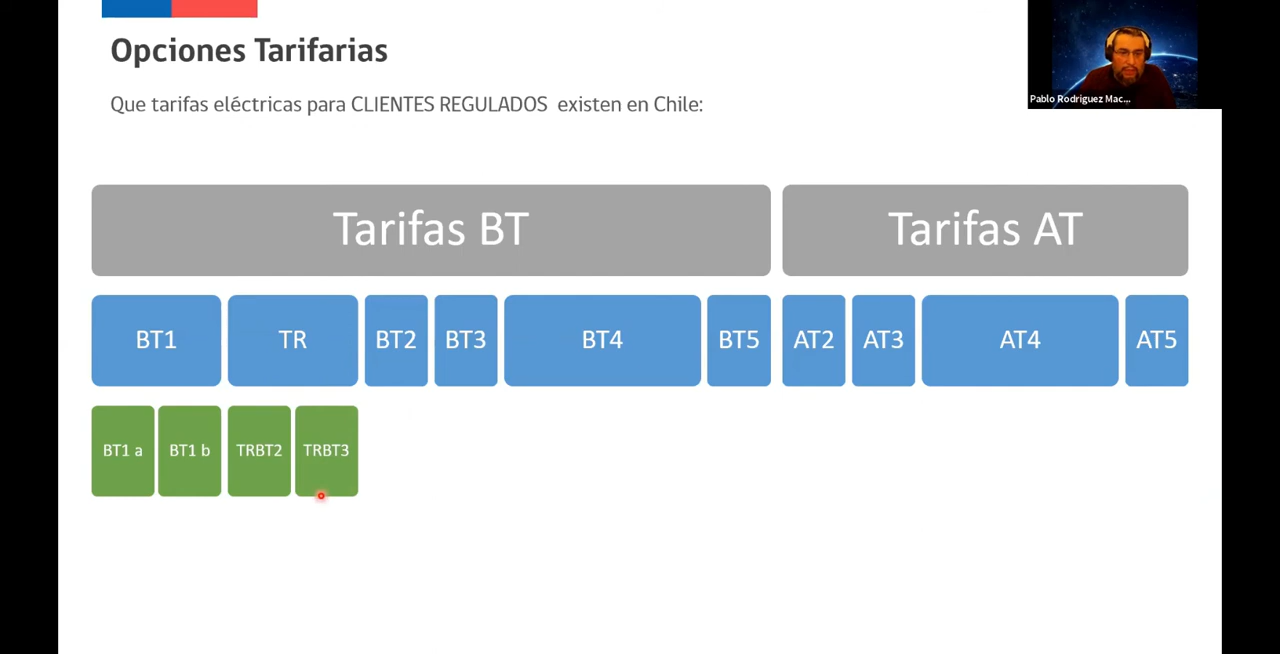 Opciones Tarifarias
Que tarifas eléctricas para CLIENTES REGULADOS existen en Chile:
Pablo Rodriguez Mac...
Tarifas BT
Tarifas AT
BT1
TR
BT2
BT3
BT4
BT5
AT2
AT3
AT4
AT5
BT1 a
BT1 b
TRBT2
TRBT3